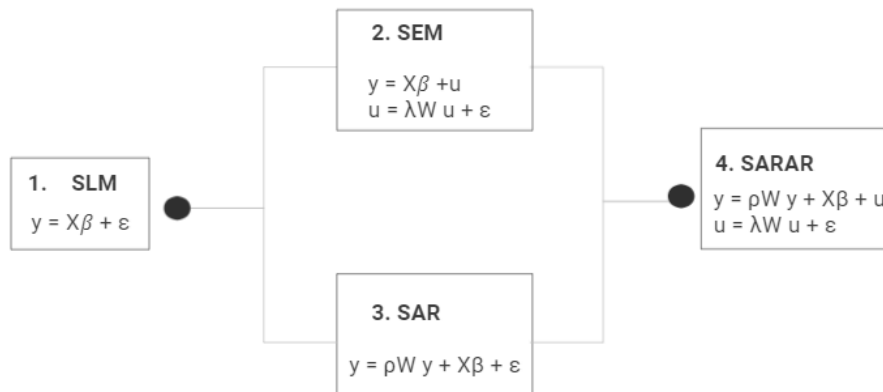 2. SEM
y = Xβ +u
u = λW u + ε
1. SLM
y = Xβ + ε
4. SARAR
y = ρW y + Xβ + u
u = λW u + ε
3. SAR
y = ρW y + Xβ + ε